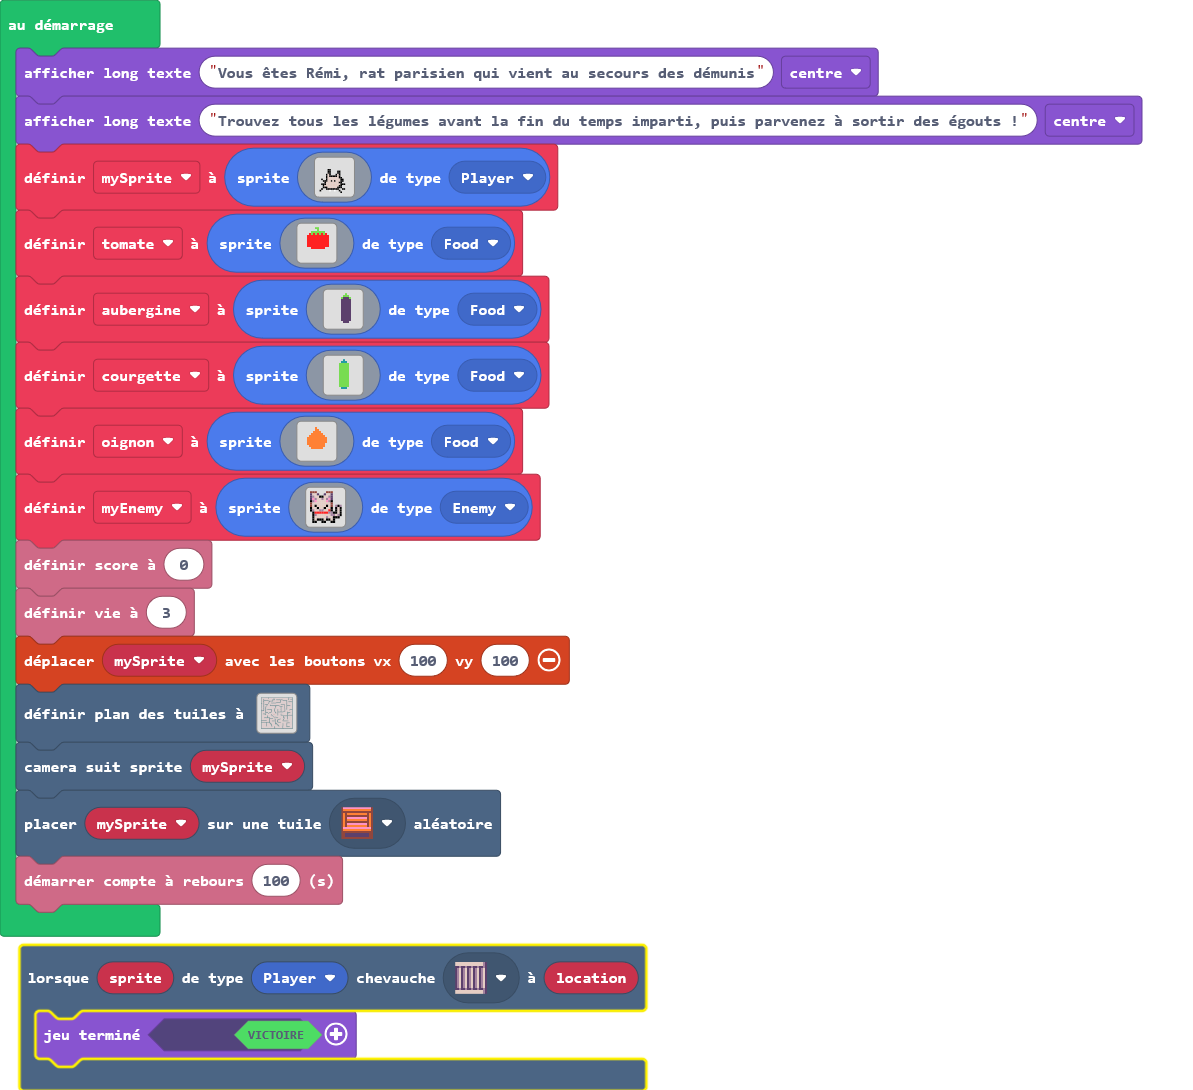 au démarrage
afficher long texte "Vous êtes Rémi, rat parisien qui vient au secours des démunis" centre
afficher long texte "Trouvez tous les légumes avant la fin du temps imparti, puis parvenez à sortir des égouts !" centre
définir mySprite à sprite de type Player
définir tomate à sprite de type Food
définir aubergine à sprite de type Food
définir courgette à sprite de type Food
définir oignon à sprite de type Food
définir myEnemy à sprite de type Enemy
définir score à 0
définir vie à 3
déplacer mySprite avec les boutons vx 100 vy 100
définir plan des tuiles à
camera suit sprite mySprite
placer mySprite sur une tuile aléatoire
démarrer compte à rebours 100 (s)
lorsque sprite de type Player chevauche à location
jeu terminé VICTOIRE